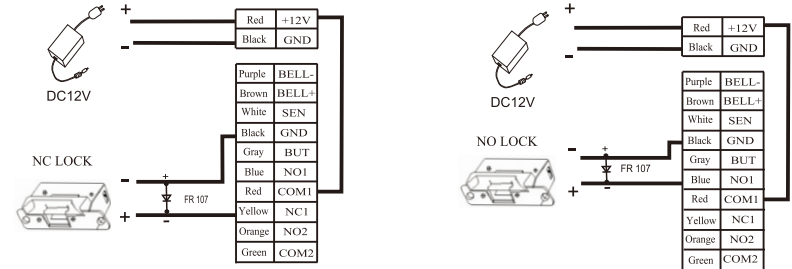 +
Red +12V
- Black GND
DC12V
Purple BELL-
Brown BELL+
White SEN
Black GND
Gray BUT
Blue NO1
Red COM1
Yellow NC1
Orange NO2
Green COM2
NC LOCK
- +
FR 107
+ -
+
Red +12V
- Black GND
DC12V
Purple BELL-
Brown BELL+
White SEN
Black GND
Gray BUT
Blue NO1
Red COM1
Yellow NC1
Orange NO2
Green COM2
NO LOCK
- +
FR 107
+ -